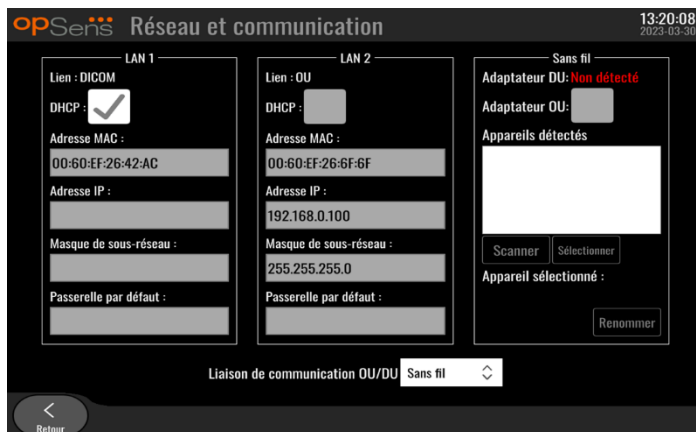 opSens Réseau et communication
13:20:08
2023-03-30
LAN 1
Lien : DICOM
DHCP :
Adresse MAC :
00:60:EF:26:42:AC
Adresse IP :
Masque de sous-réseau :
Passerelle par défaut :
LAN 2
Lien : OU
DHCP :
Adresse MAC :
00:60:EF:26:6F:6F
Adresse IP :
192.168.0.100
Masque de sous-réseau :
255.255.255.0
Passerelle par défaut :
Sans fil
Adaptateur DU: Non détecté
Adaptateur OU:
Appareils détectés
Scanner Sélectionner
Appareil sélectionné :
Renommer
Liaison de communication OU/DU Sans fil
Retour